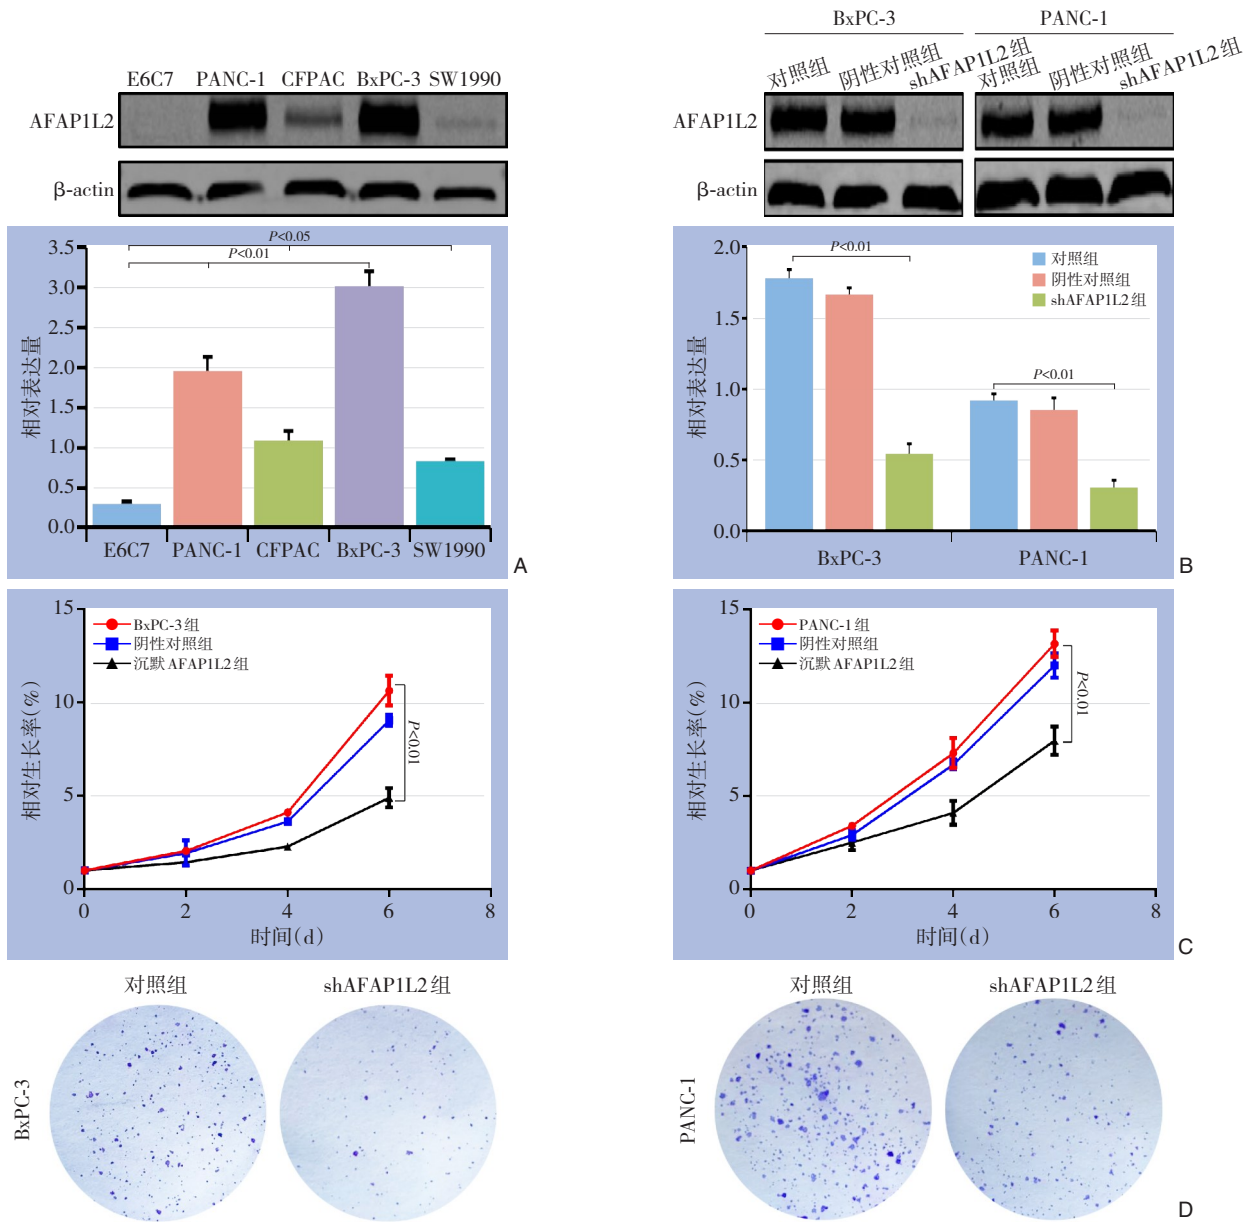 E6C7 PANC-1 CFPAC BxPC-3 SW1990
AFAP1L2
β-actin
P<0.05
P<0.01
相对表达量
3.5
3.0
2.5
2.0
1.5
1.0
0.5
0.0
E6C7 PANC-1 CFPAC BxPC-3 SW1990
A
BxPC-3 PANC-1
对照组 阴性对照组 shAFAP1L2组 对照组 阴性对照组 shAFAP1L2组
AFAP1L2
β-actin
相对表达量
2.0
1.5
1.0
0.5
0.0
P<0.01
P<0.01
对照组
阴性对照组
shAFAP1L2组
BxPC-3 PANC-1
B
相对生长率(%)
15
10
5
0
BxPC-3组
阴性对照组
沉默AFAP1L2组
P<0.01
0 2 4 6 8
时间(d)
相对生长率(%)
15
10
5
0
PANC-1组
阴性对照组
沉默AFAP1L2组
P<0.01
0 2 4 6 8
时间(d)
C
对照组 shAFAP1L2组
BxPC-3
对照组 shAFAP1L2组
PANC-1
D